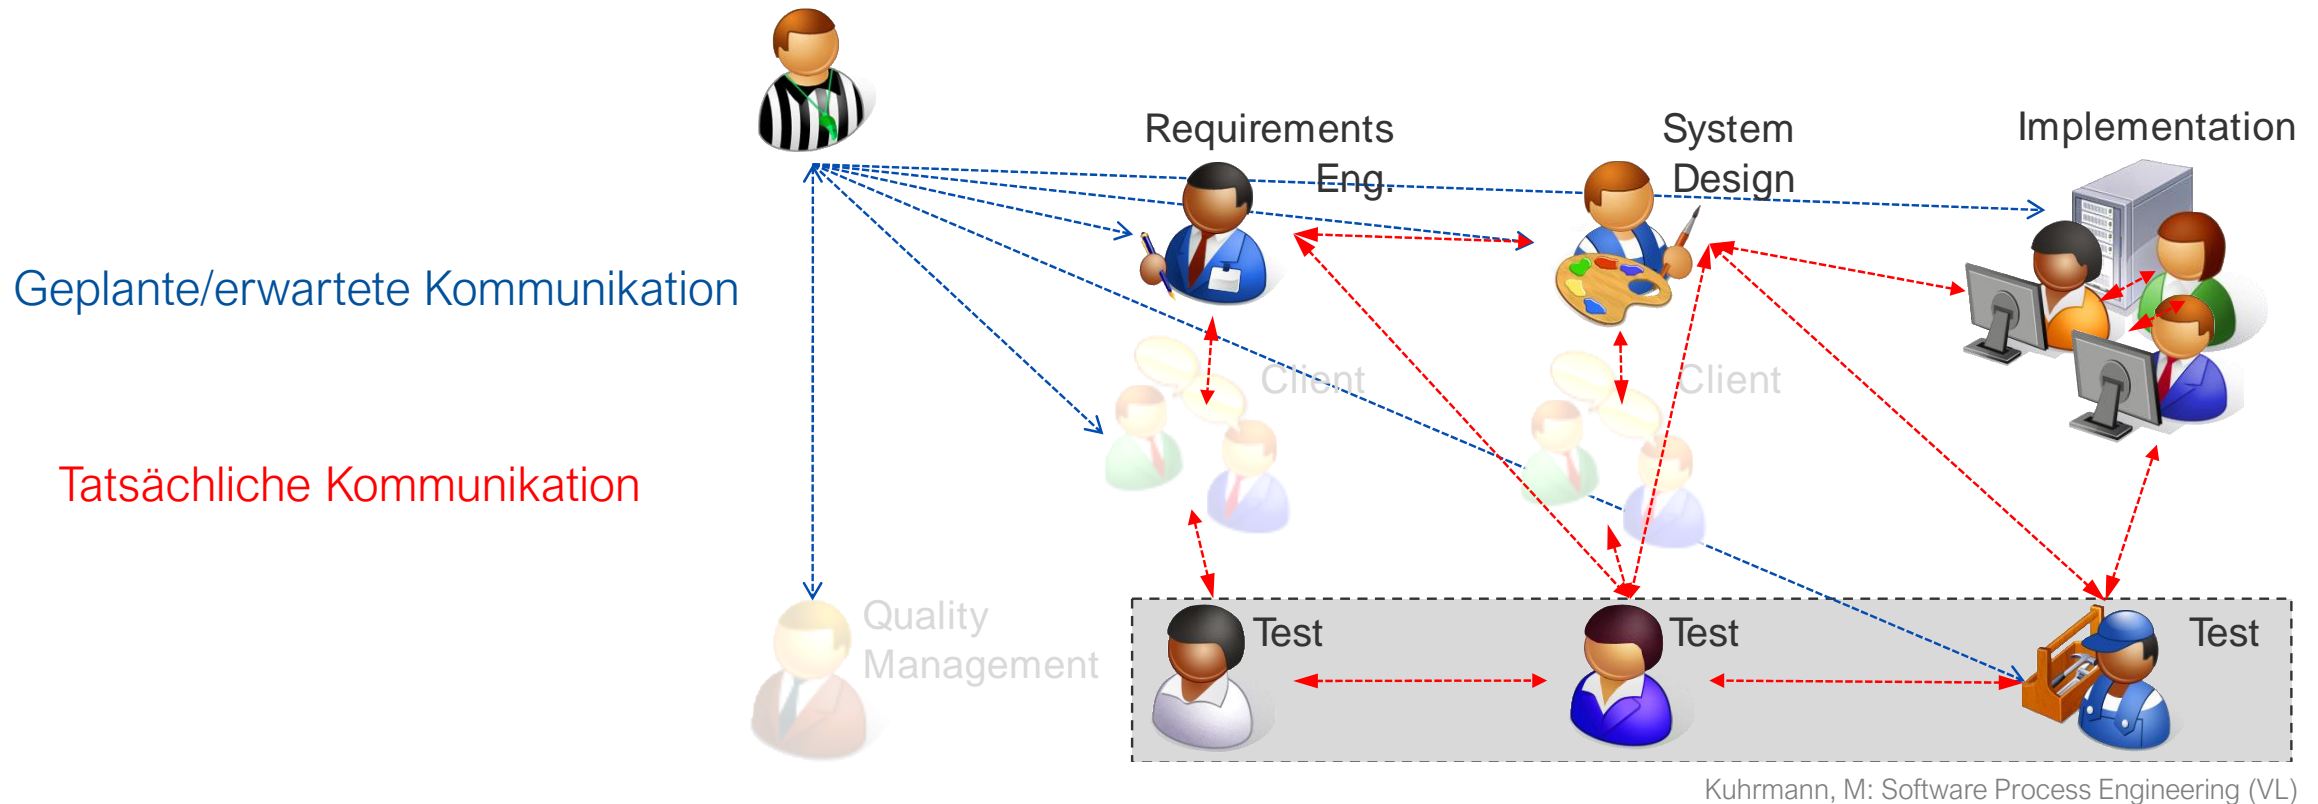 Requirements
Eng.
System
Design
Implementation
Geplante/erwartete Kommunikation
Client
Client
Tatsächliche Kommunikation
Quality
Management
Test
Test
Test
Kuhrmann, M: Software Process Engineering (VL)